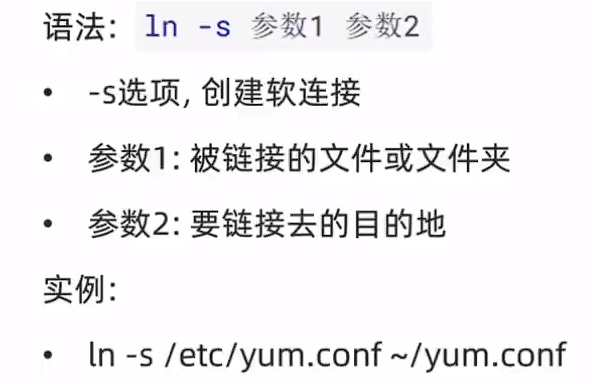 语法：ln -s 参数1 参数2
• -s选项, 创建软连接
• 参数1: 被链接的文件或文件夹
• 参数2: 要链接去的目的地
实例：
• ln -s /etc/yum.conf ~/yum.conf